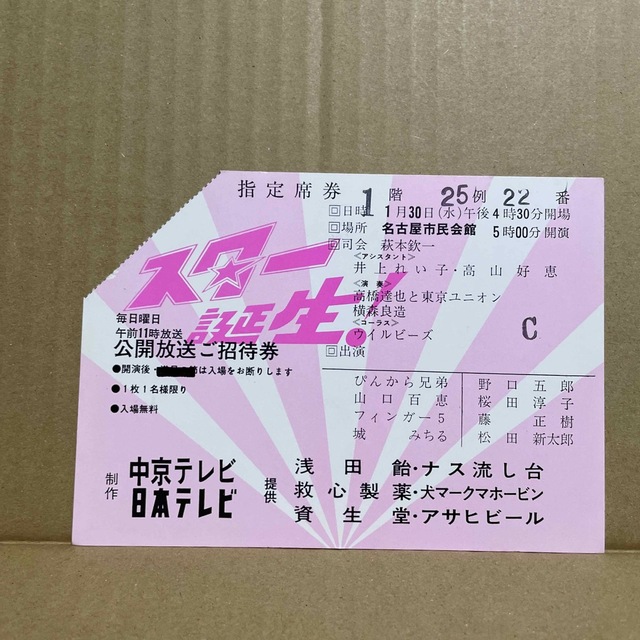 指定席券 1階 25例 22番
スター誕生!
毎日曜日
午前11時放送
公開放送ご招待券
●開演後・は入場をお断りします
●1枚1名様限り
●入場無料
回日時 1月30日(水)午後4時30分開場
回場所 名古屋市民会館 5時00分開演
回司会 萩本欽一
<アシスタント>
井上れい子・高山好恵
<演奏>
高橋達也と東京ユニオン
横森良造
<コーラス>
ウイルビーズ
C
回出演
ぴんから兄弟
山口百恵
フィンガー5
城みちる
野口五郎
桜田淳子
藤正樹
松田新太郎
制作
中京テレビ
日本テレビ
提供
浅田飴・ナス流し台
救心製薬・犬マークマホービン
資生堂・アサヒビール